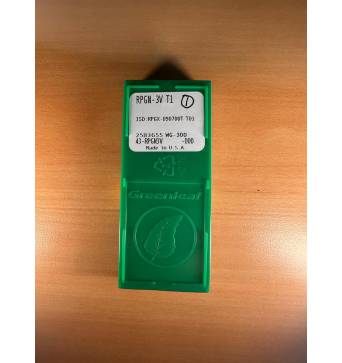 RPGN-3V T1 1
ISO:RPGX-090700T T01
2583655 WG-300
43-RPGN3V -000
Made in U.S.A
Greenleaf